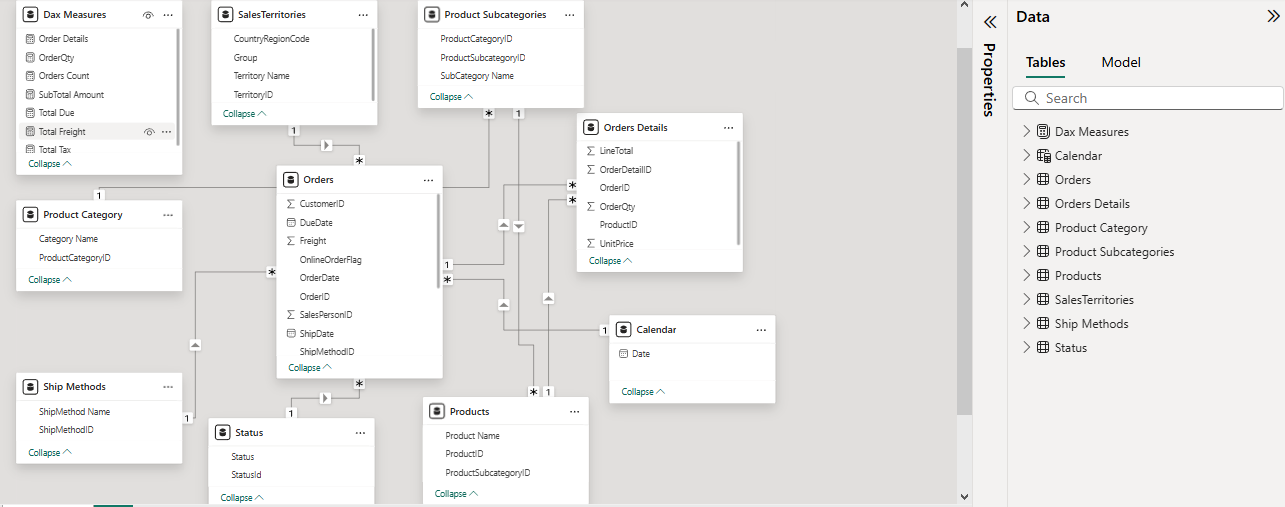 Dax Measures
Order Details
OrderQty
Orders Count
SubTotal Amount
Total Due
Total Freight
Total Tax
Collapse
SalesTerritories
CountryRegionCode
Group
Territory Name
TerritoryID
Collapse
Product Subcategories
ProductCategoryID
ProductSubcategoryID
SubCategory Name
Collapse
Orders Details
LineTotal
OrderDetailID
OrderID
OrderQty
ProductID
UnitPrice
Collapse
Orders
CustomerID
DueDate
Freight
OnlineOrderFlag
OrderDate
OrderID
SalesPersonID
ShipDate
ShipMethodID
Collapse
Product Category
Category Name
ProductCategoryID
Collapse
Calendar
Date
Collapse
Ship Methods
ShipMethod Name
ShipMethodID
Collapse
Status
Status
StatusId
Collapse
Products
Product Name
ProductID
ProductSubcategoryID
Collapse
1
*
*
1
1
*
*
1
*
*
1
*
1
*
1
1
*
1
Properties
Data
Tables Model
Search
Dax Measures
Calendar
Orders
Orders Details
Product Category
Product Subcategories
Products
SalesTerritories
Ship Methods
Status